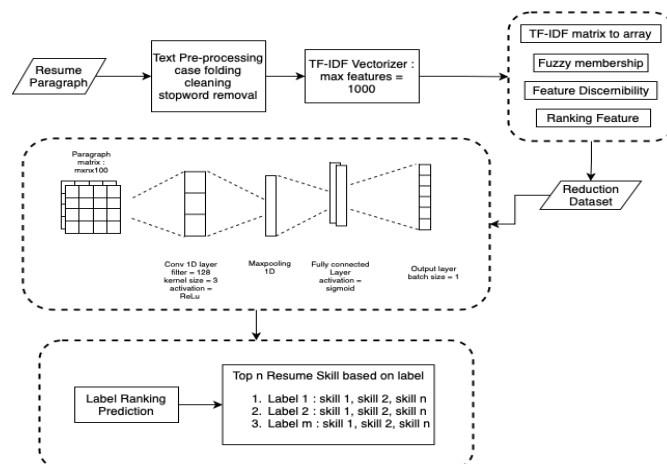 Resume
Paragraph
Text Pre-processing
case folding
cleaning
stopword removal
TF-IDF Vectorizer :
max features =
1000
TF-IDF matrix to array
Fuzzy membership
Feature Discernibility
Ranking Feature
Reduction
Dataset
Paragraph
matrix :
mxnx100
Conv 1D layer
filter = 128
kernel size = 3
activation =
ReLu
Maxpooling
1D
Fully connected
Layer
activation =
sigmoid
Output layer
batch size = 1
Label Ranking
Prediction
Top n Resume Skill based on label
1. Label 1 : skill 1, skill 2, skill n
2. Label 2 : skill 1, skill 2, skill n
3. Label m : skill 1, skill 2, skill n